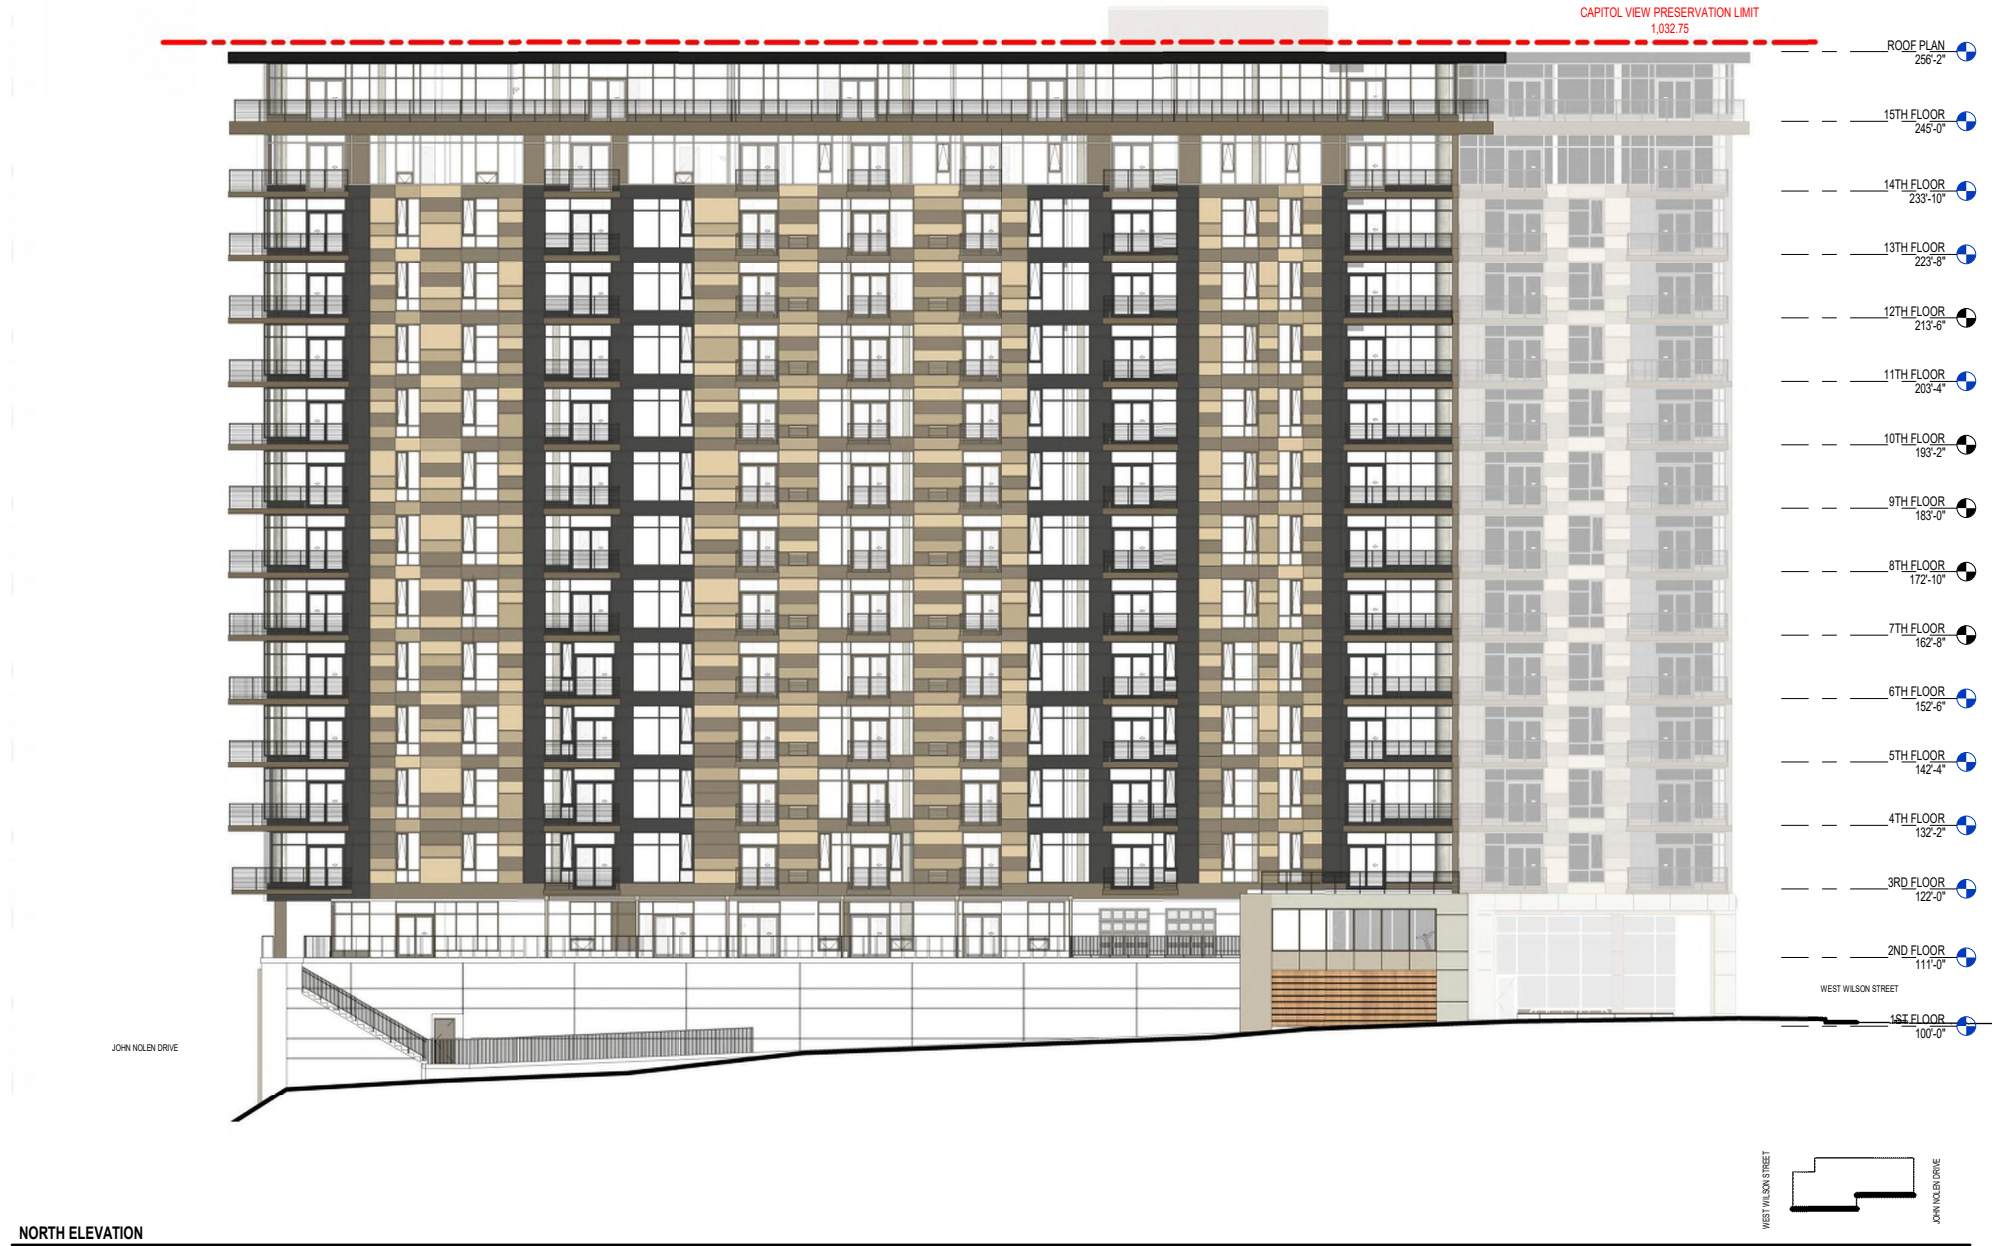 CAPITOL VIEW PRESERVATION LIMIT
1,032.75
ROOF PLAN
256'-2"
15TH FLOOR
245'-0"
14TH FLOOR
233'-10"
13TH FLOOR
223'-8"
12TH FLOOR
213'-6"
11TH FLOOR
203'-4"
10TH FLOOR
193'-2"
9TH FLOOR
183'-0"
8TH FLOOR
172'-10"
7TH FLOOR
162'-8"
6TH FLOOR
152'-6"
5TH FLOOR
142'-4"
4TH FLOOR
132'-2"
3RD FLOOR
122'-0"
2ND FLOOR
111'-0"
WEST WILSON STREET
1ST FLOOR
100'-0"
JOHN NOLEN DRIVE
WEST WILSON STREET
JOHN NOLEN DRIVE
NORTH ELEVATION